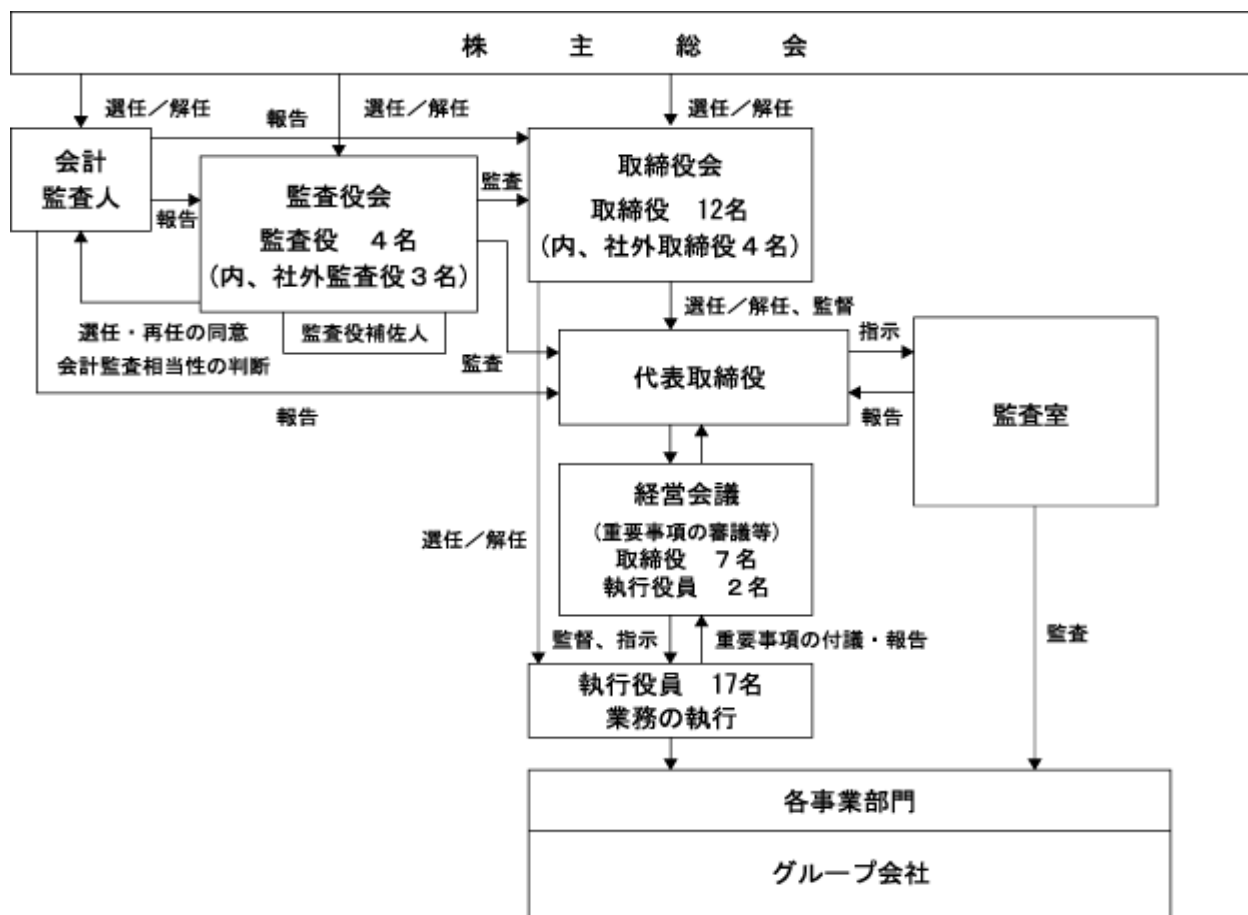 株主総会
選任／解任
報告
選任／解任
選任／解任
会計
監査人
報告
監査役会
監査役　４名
(内、社外監査役３名)
監査役補佐人
監査
取締役会
取締役　12名
(内、社外取締役４名)
選任・再任の同意
会計監査相当性の判断
監査
選任／解任、監督
指示
代表取締役
報告
監査室
報告
経営会議
(重要事項の審議等)
取締役　７名
執行役員　２名
選任／解任
監督、指示
重要事項の付議・報告
監査
執行役員　17名
業務の執行
各事業部門
グループ会社